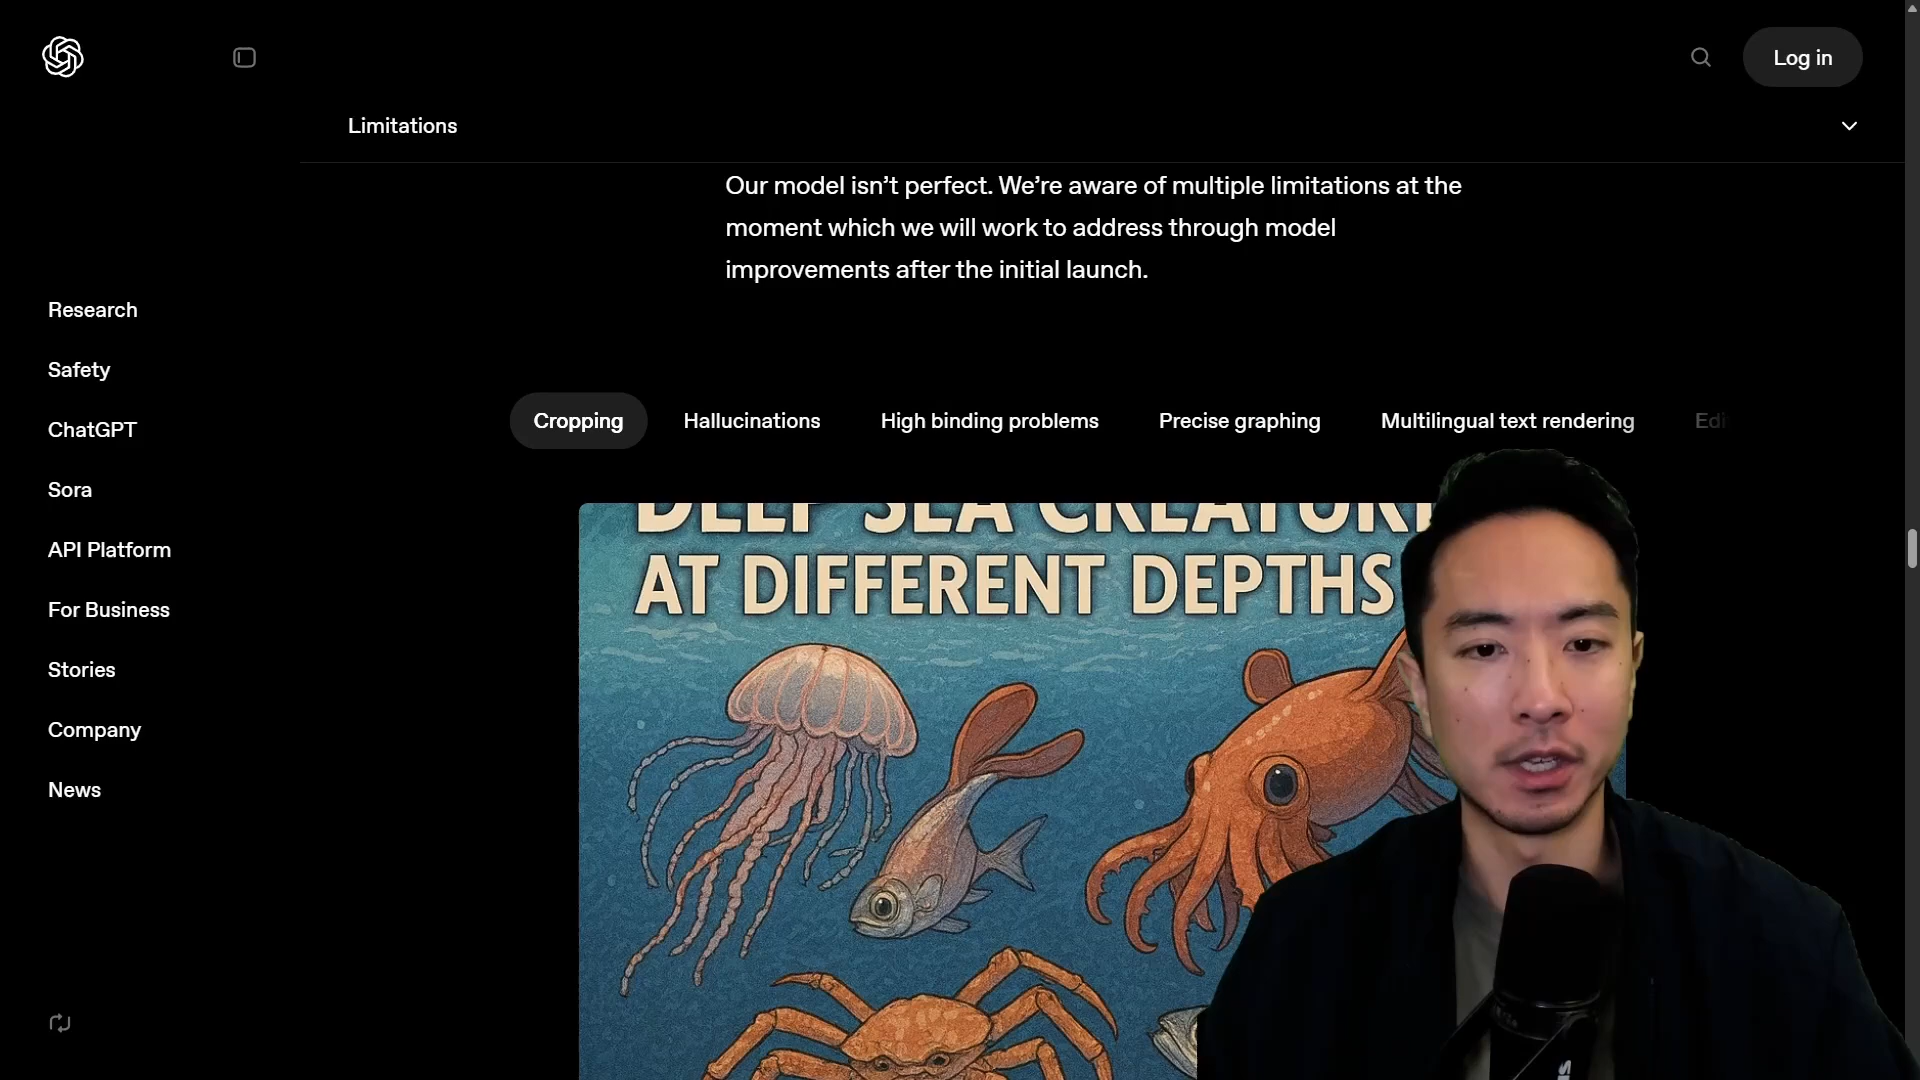 Log in
Limitations
Our model isn’t perfect. We’re aware of multiple limitations at the
moment which we will work to address through model
improvements after the initial launch.
Research
Safety
ChatGPT
Sora
API Platform
For Business
Stories
Company
News
Cropping
Hallucinations
High binding problems
Precise graphing
Multilingual text rendering
DEEP SEA
AT DIFFERENT DEPTHS